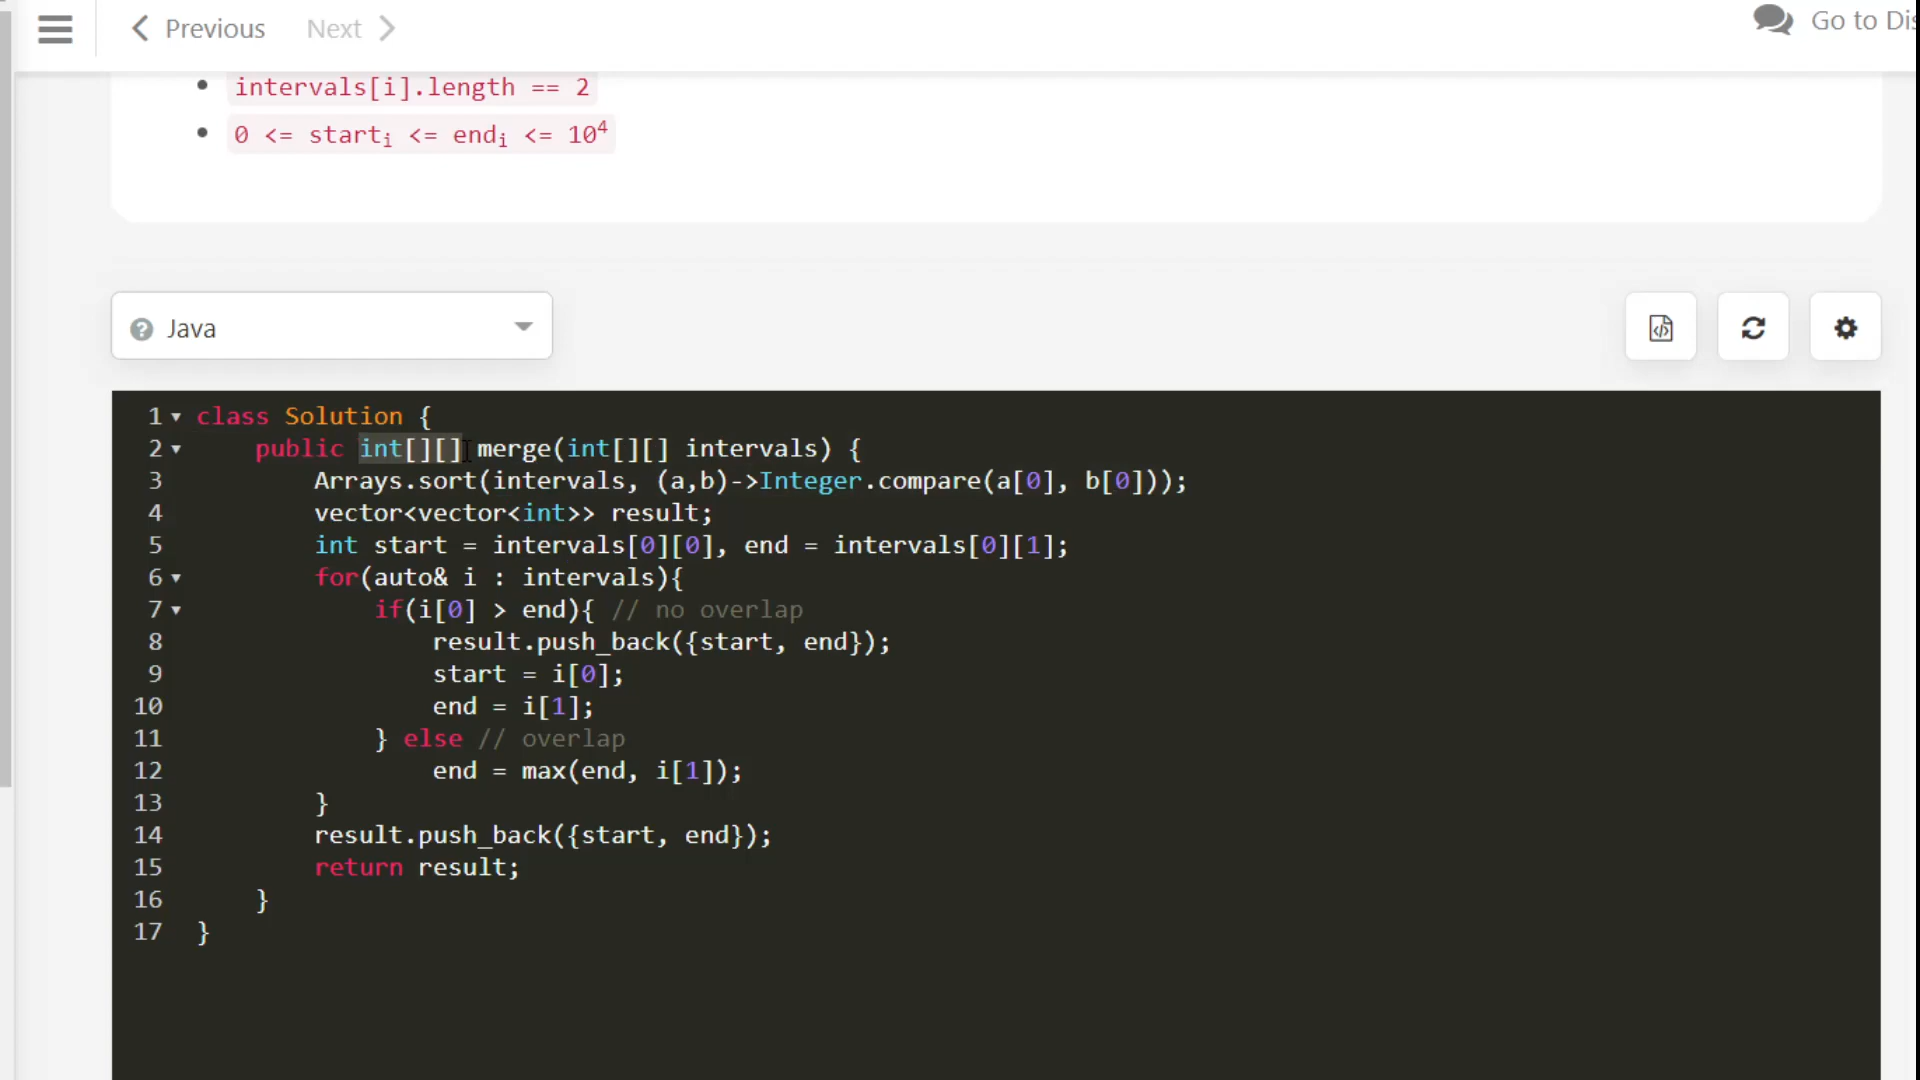 Previous Next Go to Dis
intervals[i].length == 2
0 <= starti <= endi <= 10⁴
Java
1 class Solution {
2 public int[][] merge(int[][] intervals) {
3 Arrays.sort(intervals, (a,b)->Integer.compare(a[0], b[0]));
4 vector<vector<int>> result;
5 int start = intervals[0][0], end = intervals[0][1];
6 for(auto& i : intervals){
7 if(i[0] > end){ // no overlap
8 result.push_back({start, end});
9 start = i[0];
10 end = i[1];
11 } else // overlap
12 end = max(end, i[1]);
13 }
14 result.push_back({start, end});
15 return result;
16 }
17 }